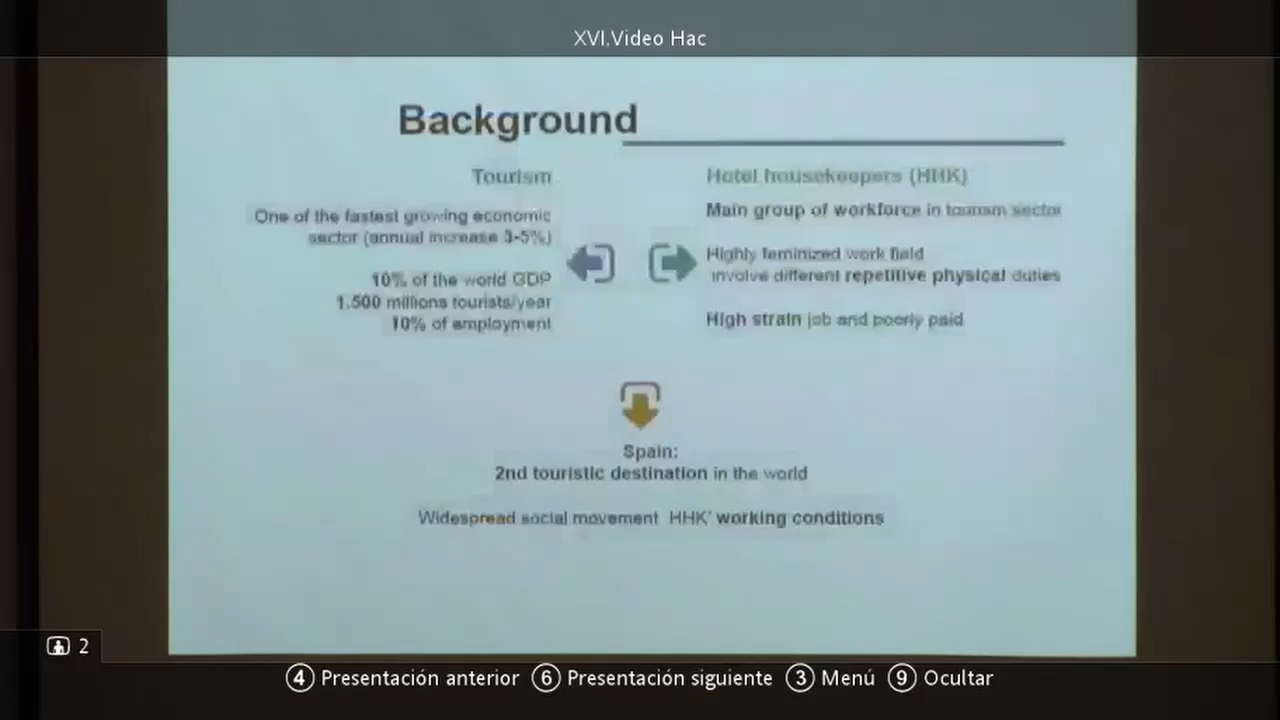 XVI,Video Hac
Background
Tourism
One of the fastest growing economic
sector (annual increase 3-5%)
10% of the world GDP
1.500 millions tourists/year
10% of employment
Hotel housekeepers (HHK)
Main group of workforce in tourism sector
Highly feminized work field
involve different repetitive physical duties
High strain job and poorly paid
Spain:
2nd touristic destination in the world
Widespread social movement HHK' working conditions
2
4 Presentación anterior 6 Presentación siguiente 3 Menú 9 Ocultar